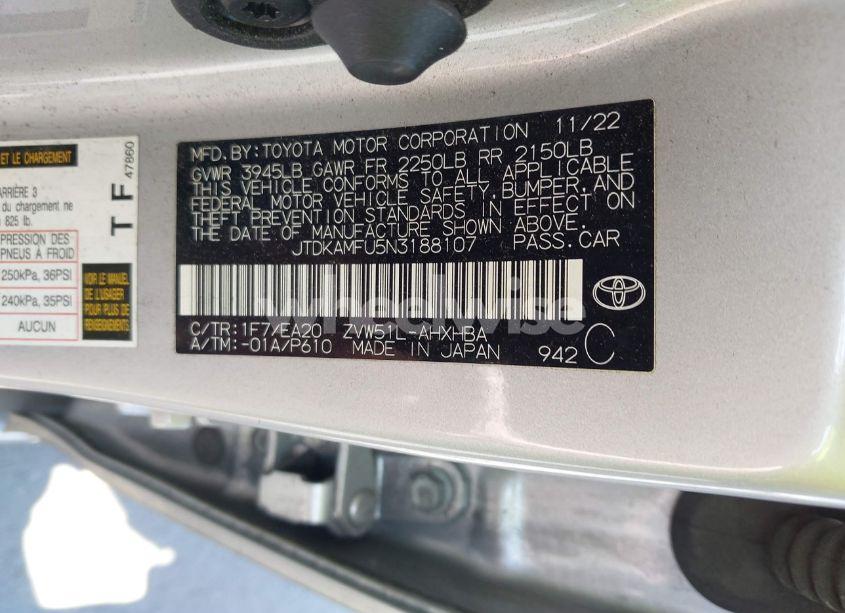 MFD. BY: TOYOTA MOTOR CORPORATION 11/22
GVWR 3945LB GAWR FR 2250LB RR 2150LB
THIS VEHICLE CONFORMS TO ALL APPLICABLE
FEDERAL MOTOR VEHICLE SAFETY, BUMPER, AND
THEFT PREVENTION STANDARDS IN EFFECT ON
THE DATE OF MANUFACTURE SHOWN ABOVE.
JTDKAMFU5N3188107 PASS. CAR
C/TR: 1F7/EA20 ZVW51L-AHXHBA
A/TM: -01A/P610 MADE IN JAPAN 942 C
wheelwise
ET LE CHARGEMENT
ARRIÈRE 3
du chargement ne
825 lb.
PRESSION DES
PNEUS À FROID
250kPa, 36PSI
240kPa, 35PSI
AUCUN
VOIR LE MANUEL
DE L'USAGER
POUR PLUS DE
RENSEIGNEMENTS
T F
47860